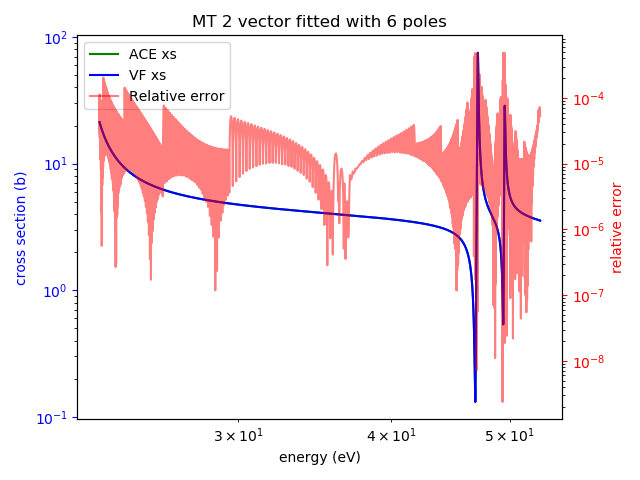 MT 2 vector fitted with 6 poles
ACE xs
VF xs
Relative error
cross section (b)
10²
10¹
10⁰
10⁻¹
relative error
10⁻⁴
10⁻⁵
10⁻⁶
10⁻⁷
10⁻⁸
3 × 10¹
4 × 10¹
5 × 10¹
energy (eV)